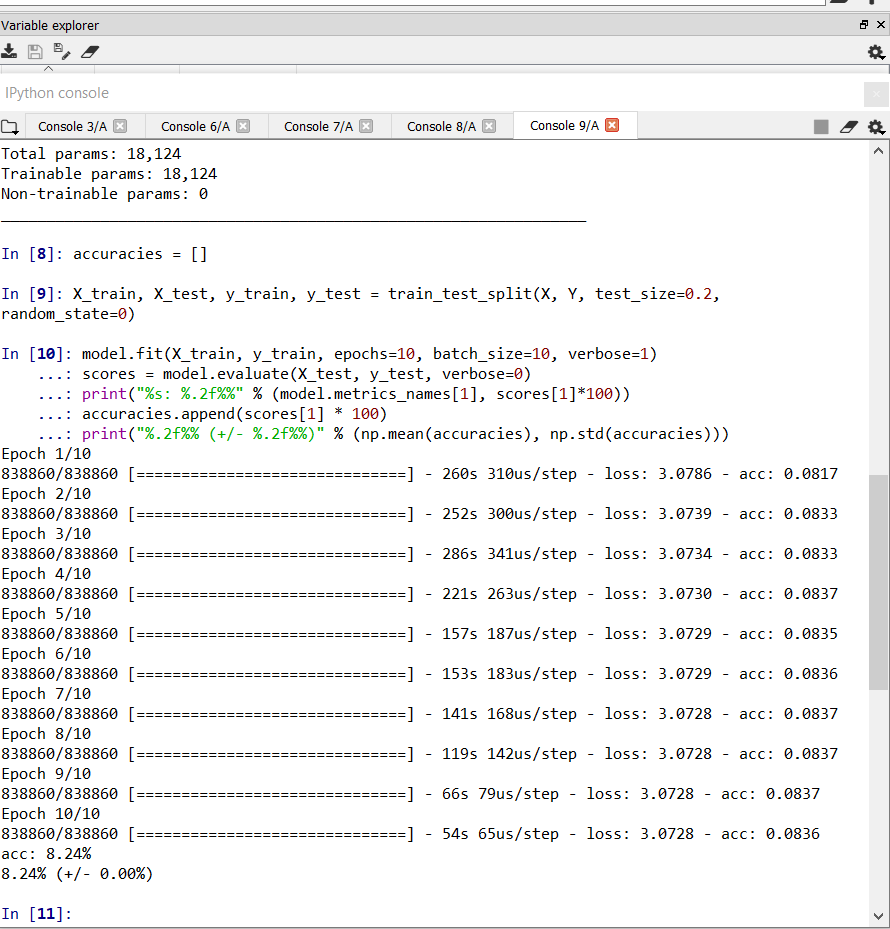 Variable explorer
IPython console
Console 3/A Console 6/A Console 7/A Console 8/A Console 9/A
Total params: 18,124
Trainable params: 18,124
Non-trainable params: 0
_________________________________________________________________
In [8]: accuracies = []
In [9]: X_train, X_test, y_train, y_test = train_test_split(X, Y, test_size=0.2,
random_state=0)
In [10]: model.fit(X_train, y_train, epochs=10, batch_size=10, verbose=1)
...: scores = model.evaluate(X_test, y_test, verbose=0)
...: print("%s: %.2f%%" % (model.metrics_names[1], scores[1]*100))
...: accuracies.append(scores[1] * 100)
...: print("%.2f%% (+/- %.2f%%)" % (np.mean(accuracies), np.std(accuracies)))
Epoch 1/10
838860/838860 [==============================] - 260s 310us/step - loss: 3.0786 - acc: 0.0817
Epoch 2/10
838860/838860 [==============================] - 252s 300us/step - loss: 3.0739 - acc: 0.0833
Epoch 3/10
838860/838860 [==============================] - 286s 341us/step - loss: 3.0734 - acc: 0.0833
Epoch 4/10
838860/838860 [==============================] - 221s 263us/step - loss: 3.0730 - acc: 0.0837
Epoch 5/10
838860/838860 [==============================] - 157s 187us/step - loss: 3.0729 - acc: 0.0835
Epoch 6/10
838860/838860 [==============================] - 153s 183us/step - loss: 3.0729 - acc: 0.0836
Epoch 7/10
838860/838860 [==============================] - 141s 168us/step - loss: 3.0728 - acc: 0.0837
Epoch 8/10
838860/838860 [==============================] - 119s 142us/step - loss: 3.0728 - acc: 0.0837
Epoch 9/10
838860/838860 [==============================] - 66s 79us/step - loss: 3.0728 - acc: 0.0837
Epoch 10/10
838860/838860 [==============================] - 54s 65us/step - loss: 3.0728 - acc: 0.0836
acc: 8.24%
8.24% (+/- 0.00%)
In [11]: